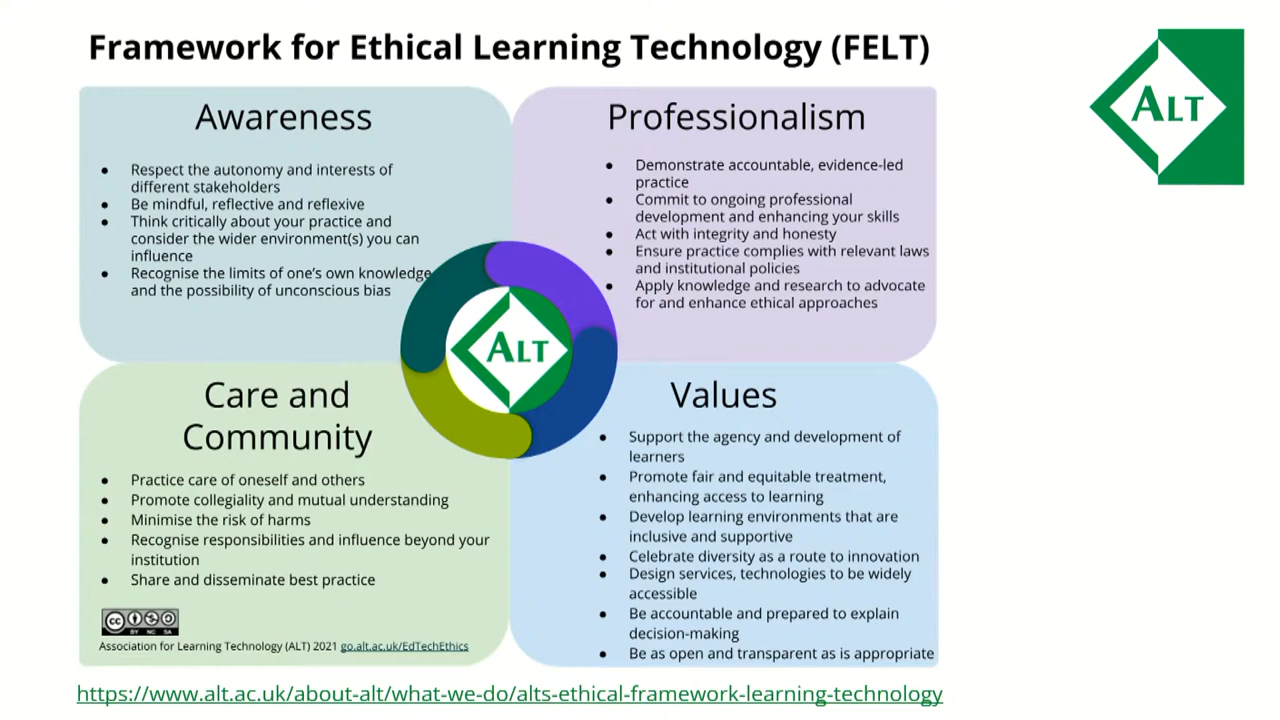 Framework for Ethical Learning Technology (FELT)
ALT
Awareness
● Respect the autonomy and interests of
different stakeholders
● Be mindful, reflective and reflexive
● Think critically about your practice and
consider the wider environment(s) you can
influence
● Recognise the limits of one’s own knowledge
and the possibility of unconscious bias
Professionalism
● Demonstrate accountable, evidence-led
practice
● Commit to ongoing professional
development and enhancing your skills
● Act with integrity and honesty
● Ensure practice complies with relevant laws
and institutional policies
● Apply knowledge and research to advocate
for and enhance ethical approaches
ALT
Care and
Community
● Practice care of oneself and others
● Promote collegiality and mutual understanding
● Minimise the risk of harms
● Recognise responsibilities and influence beyond your
institution
● Share and disseminate best practice
cc BY NC SA
Association for Learning Technology (ALT) 2021 go.alt.ac.uk/EdTechEthics
Values
● Support the agency and development of
learners
● Promote fair and equitable treatment,
enhancing access to learning
● Develop learning environments that are
inclusive and supportive
● Celebrate diversity as a route to innovation
● Design services, technologies to be widely
accessible
● Be accountable and prepared to explain
decision-making
● Be as open and transparent as is appropriate
https://www.alt.ac.uk/about-alt/what-we-do/alts-ethical-framework-learning-technology